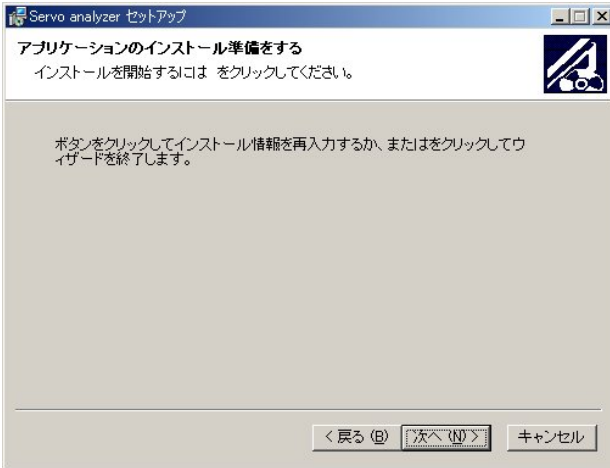 Servo analyzer セットアップ
アプリケーションのインストール準備をする
インストールを開始するには をクリックしてください。
ボタンをクリックしてインストール情報を再入力するか、またはをクリックしてウ
ィザードを終了します。
< 戻る (B)
次へ (N) >
キャンセル